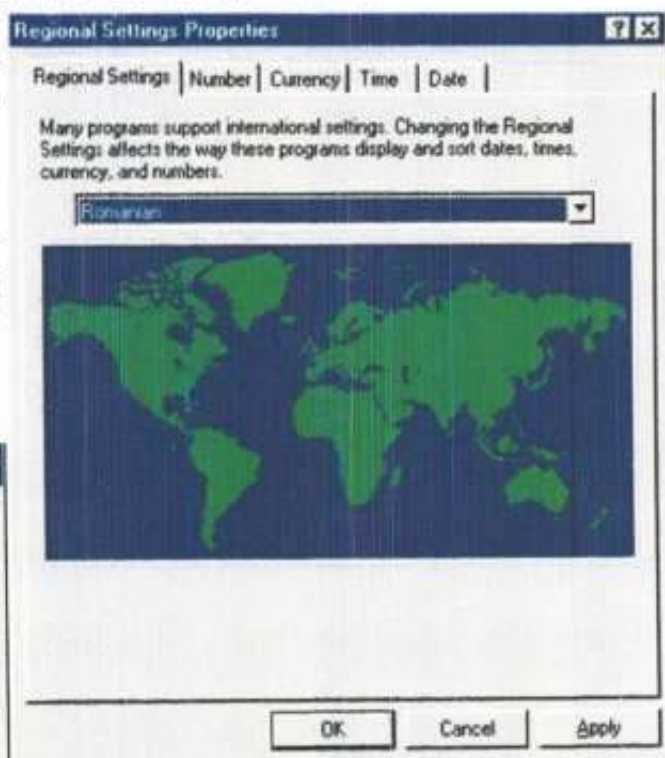 Regional Settings Properties
Regional Settings Number Currency Time Date
Many programs support international settings. Changing the Regional
Settings affects the way these programs display and sort dates, times,
currency, and numbers.
Romanian
OK Cancel Apply